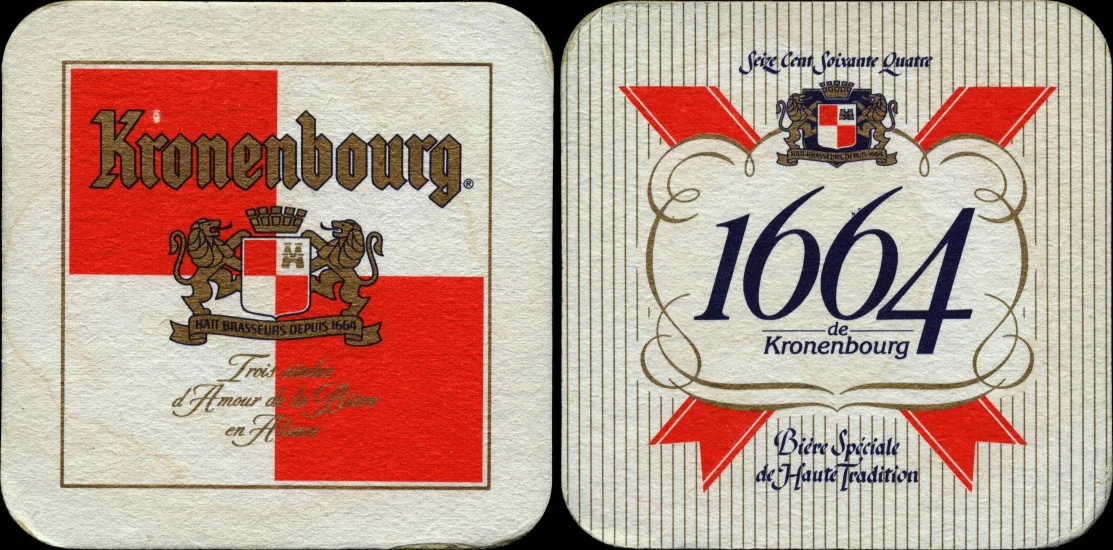 Kronenbourg®
HATT BRASSEURS DEPUIS 1664
Trois siècles
d'Amour de la Bière
en Alsace
Seize Cent Soixante Quatre
HATT BRASSEURS DEPUIS 1664
1664
de
Kronenbourg
Bière Spéciale
de Haute Tradition